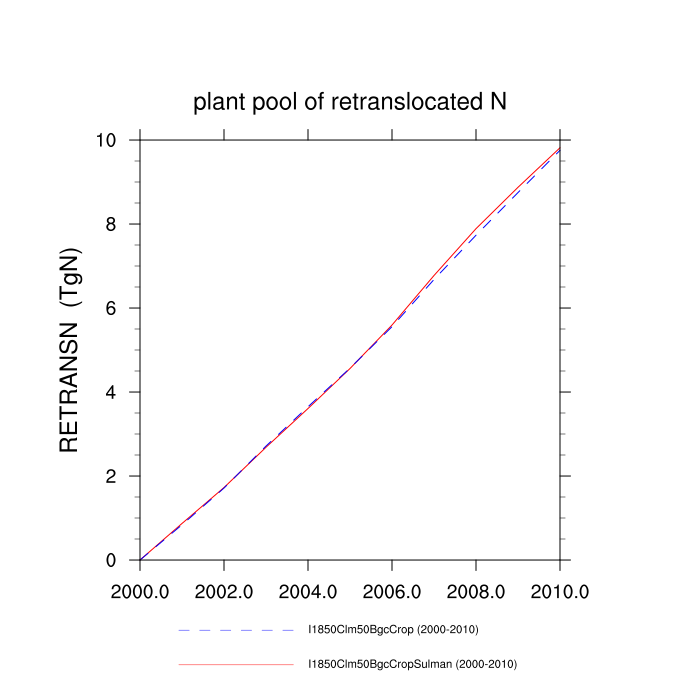 plant pool of retranslocated N
RETRANSN (TgN)
10
8
6
4
2
0
2000.0 2002.0 2004.0 2006.0 2008.0 2010.0
I1850Clm50BgcCrop (2000-2010)
I1850Clm50BgcCropSulman (2000-2010)